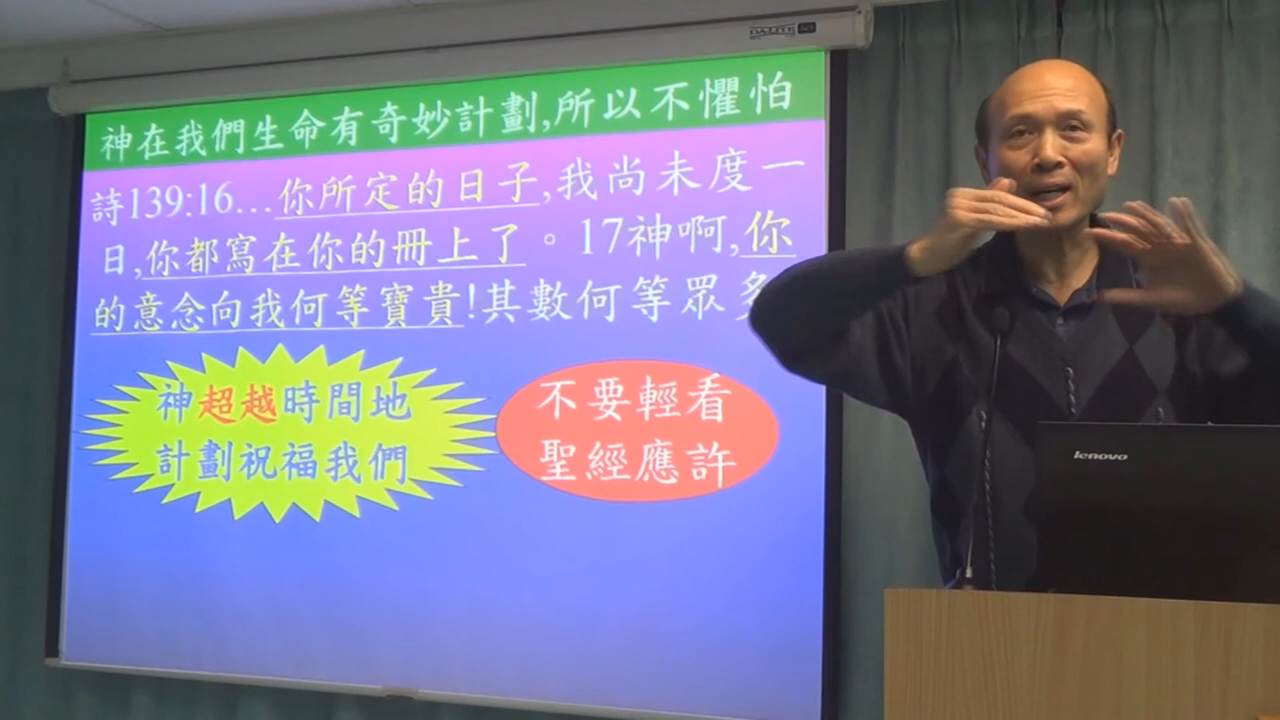 DA-LITE
神在我們生命有奇妙計劃,所以不懼怕
詩139:16…你所定的日子,我尚未度一
日,你都寫在你的冊上了。17神啊,你
的意念向我何等寶貴!其數何等眾多
神超越時間地
計劃祝福我們
不要輕看
聖經應許
lenovo